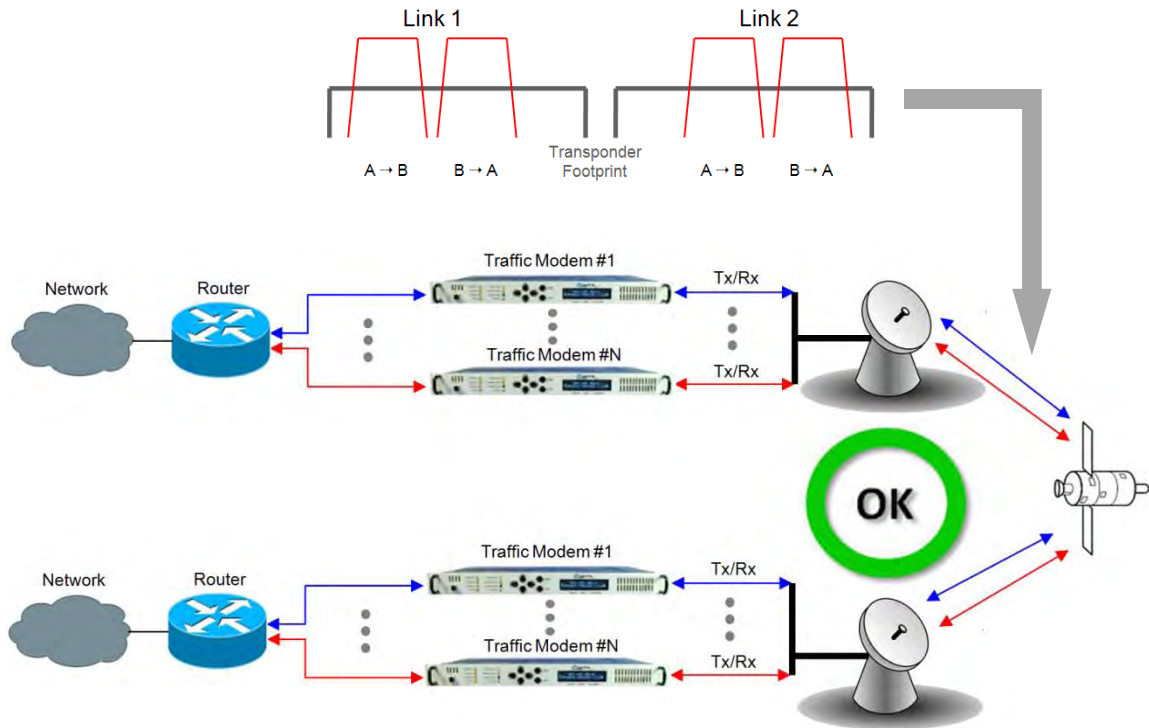 Link 1
Link 2
Transponder
Footprint
A ⇢ B
B ⇢ A
A ⇢ B
B ⇢ A
Traffic Modem #1
Network
Router
Tx/Rx
Traffic Modem #N
Tx/Rx
OK
Traffic Modem #1
Network
Router
Tx/Rx
Traffic Modem #N
Tx/Rx